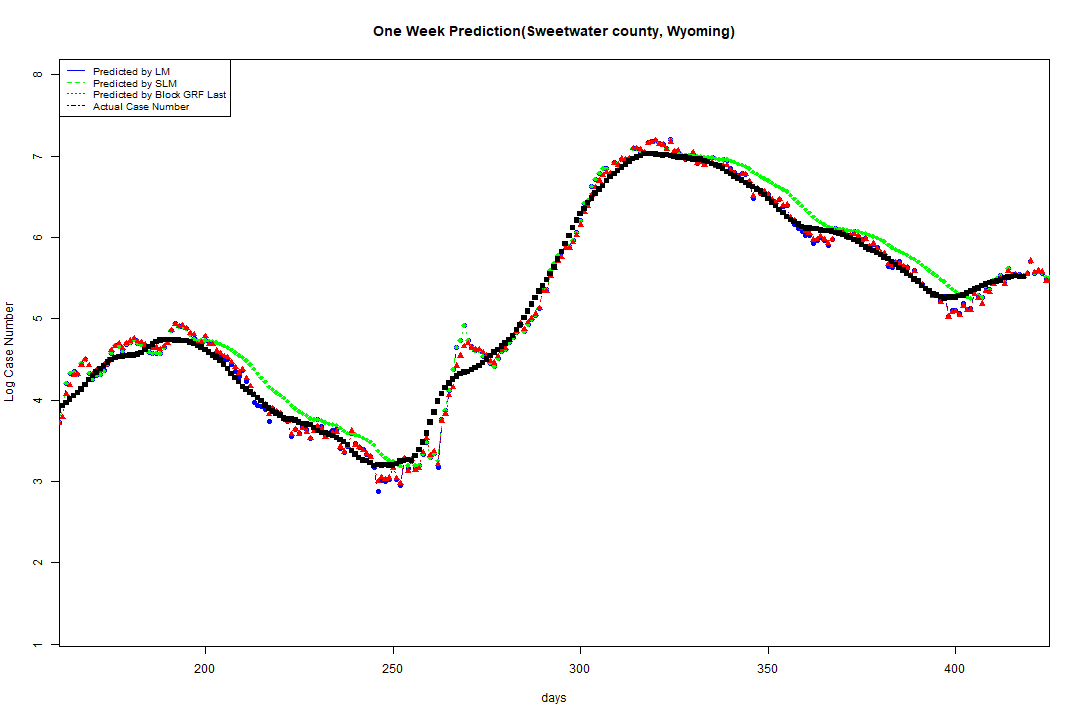 One Week Prediction(Sweetwater county, Wyoming)
Predicted by LM
Predicted by SLM
Predicted by Block GRF Last
Actual Case Number
8
7
6
5
4
3
2
1
Log Case Number
200 250 300 350 400
days